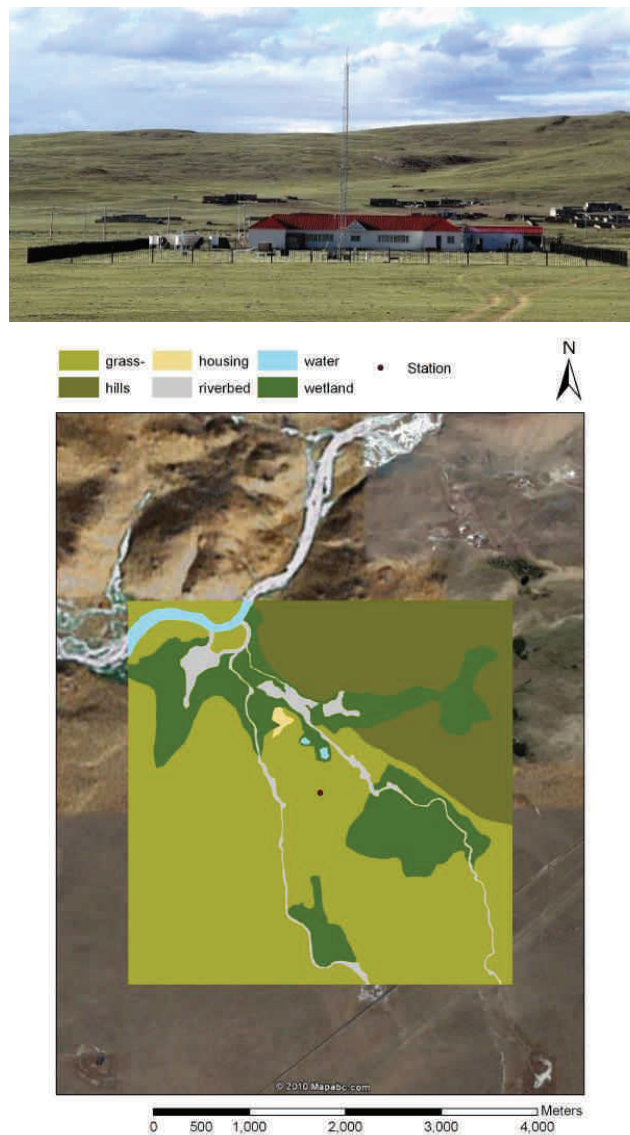 N
grass- housing water Station
hills riverbed wetland
© 2010 Mapabc.com
Meters
0 500 1,000 2,000 3,000 4,000